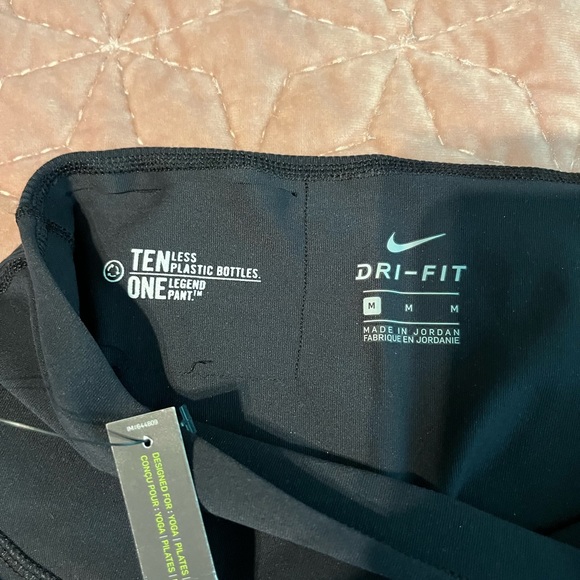 TEN LESS PLASTIC BOTTLES.
ONE LEGEND PANT.™
DRI-FIT
M M M
MADE IN JORDAN
FABRIQUE EN JORDANIE
DESIGNED FOR: YOGA | PILATES |
CONÇU POUR: YOGA | PILATES |